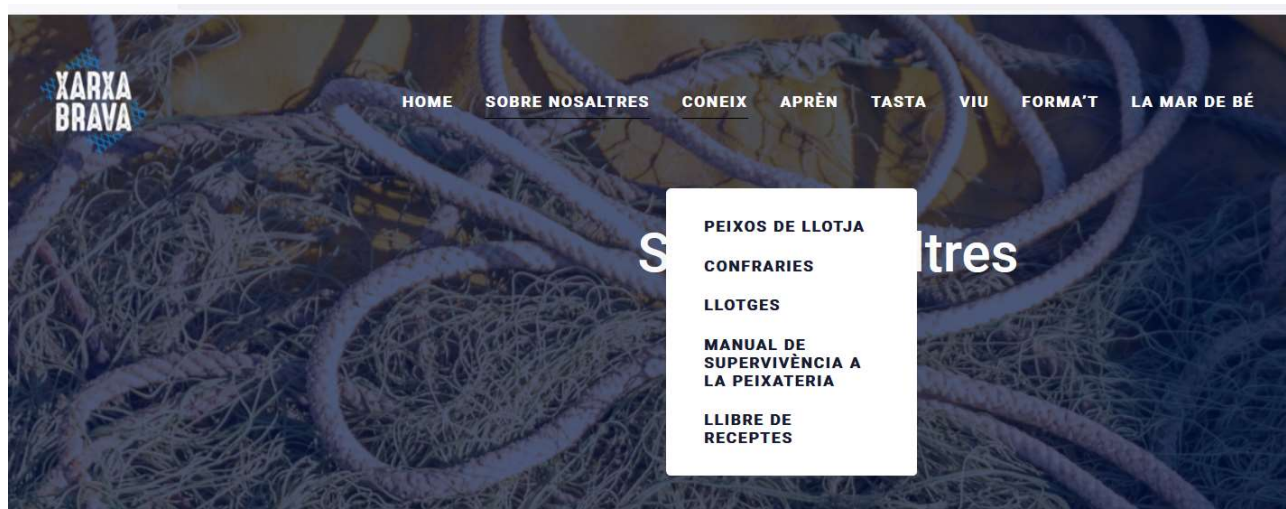 XARXA
BRAVA
HOME SOBRE NOSALTRES CONEIX APRÈN TASTA VIU FORMA'T LA MAR DE BÉ
S ltres
PEIXOS DE LLOTJA
CONFRARIES
LLOTGES
MANUAL DE
SUPERVIVÈNCIA A
LA PEIXATERIA
LLIBRE DE
RECEPTES